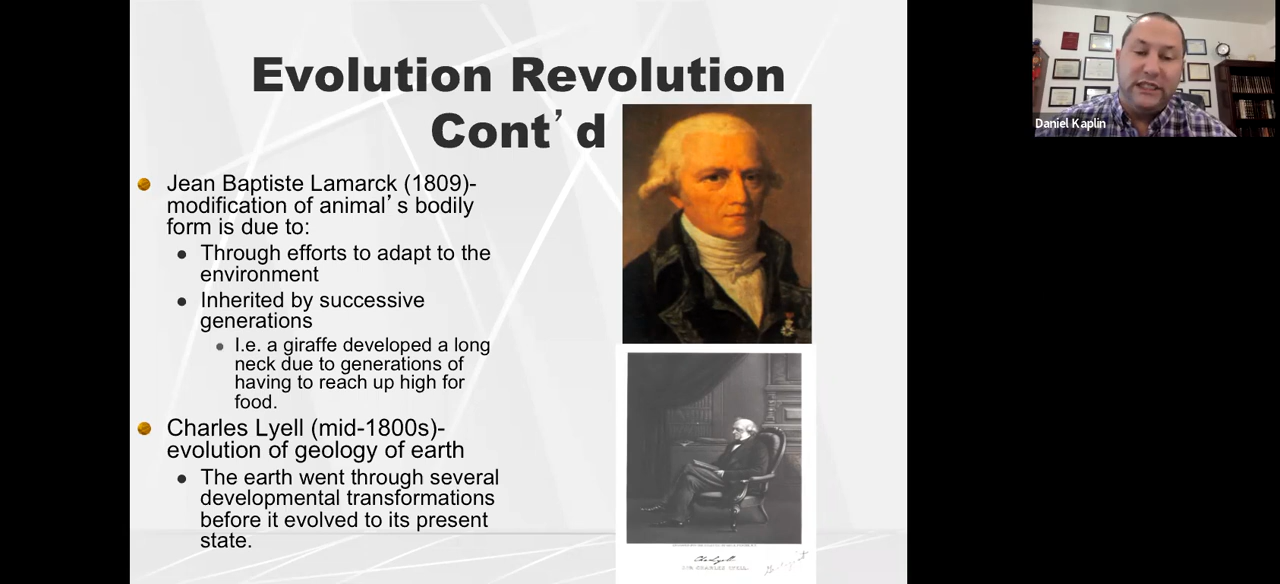 Evolution Revolution
Cont’d
Jean Baptiste Lamarck (1809)-
modification of animal’s bodily
form is due to:
Through efforts to adapt to the
environment
Inherited by successive
generations
I.e. a giraffe developed a long
neck due to generations of
having to reach up high for
food.
Charles Lyell (mid-1800s)-
evolution of geology of earth
The earth went through several
developmental transformations
before it evolved to its present
state.
SIR CHARLES LYELL.
Daniel Kaplin